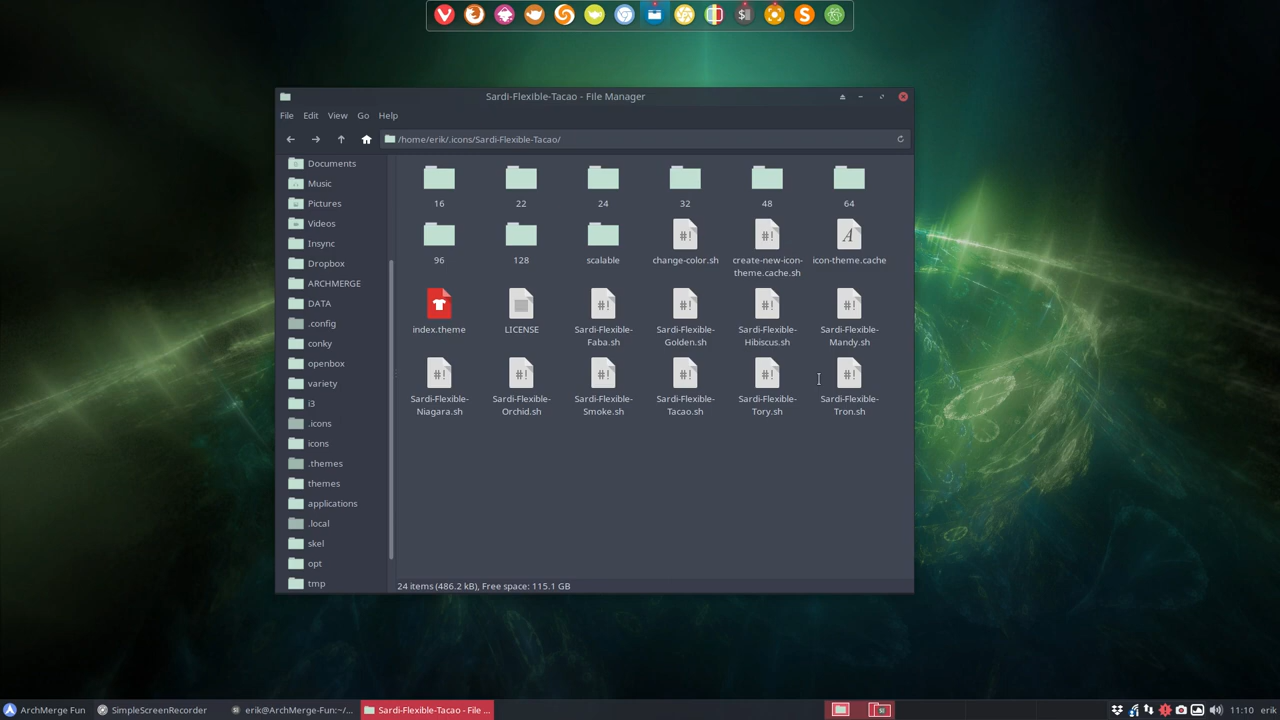 Sardi-Flexible-Tacao - File Manager
File Edit View Go Help
/home/erik/.icons/Sardi-Flexible-Tacao/
Documents
Music
Pictures
Videos
Insync
Dropbox
ARCHMERGE
DATA
.config
conky
openbox
variety
i3
.icons
icons
.themes
themes
applications
.local
skel
opt
tmp
16 22 24 32 48 64
96 128 scalable change-color.sh create-new-icon-theme.cache.sh icon-theme.cache
index.theme LICENSE Sardi-Flexible-Faba.sh Sardi-Flexible-Golden.sh Sardi-Flexible-Hibiscus.sh Sardi-Flexible-Mandy.sh
Sardi-Flexible-Niagara.sh Sardi-Flexible-Orchid.sh Sardi-Flexible-Smoke.sh Sardi-Flexible-Tacao.sh Sardi-Flexible-Tory.sh Sardi-Flexible-Tron.sh
24 items (486.2 kB), Free space: 115.1 GB
ArchMerge Fun SimpleScreenRecorder erik@ArchMerge-Fun:~/... Sardi-Flexible-Tacao - File ... 11:10 erik